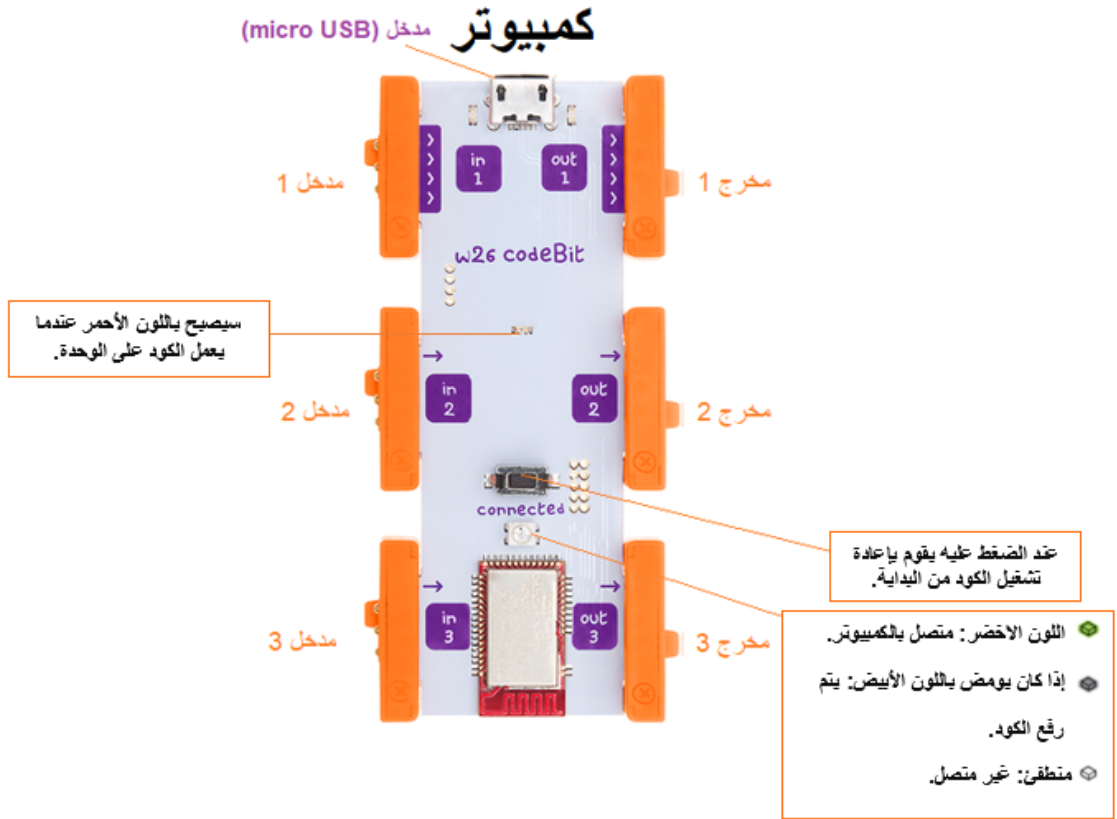 كمبيوتر
مدخل (micro USB)
in
1
out
1
مدخل 1
مخرج 1
w26 codeBit
سيصبح باللون الأحمر عندما
يعمل الكود على الوحدة.
in
2
out
2
مدخل 2
مخرج 2
connected
عند الضغط عليه يقوم بإعادة
تشغيل الكود من البداية.
in
3
out
3
مدخل 3
مخرج 3
اللون الاخضر: متصل بالكمبيوتر.
إذا كان يومض باللون الأبيض: يتم
رفع الكود.
منطفئ: غير متصل.